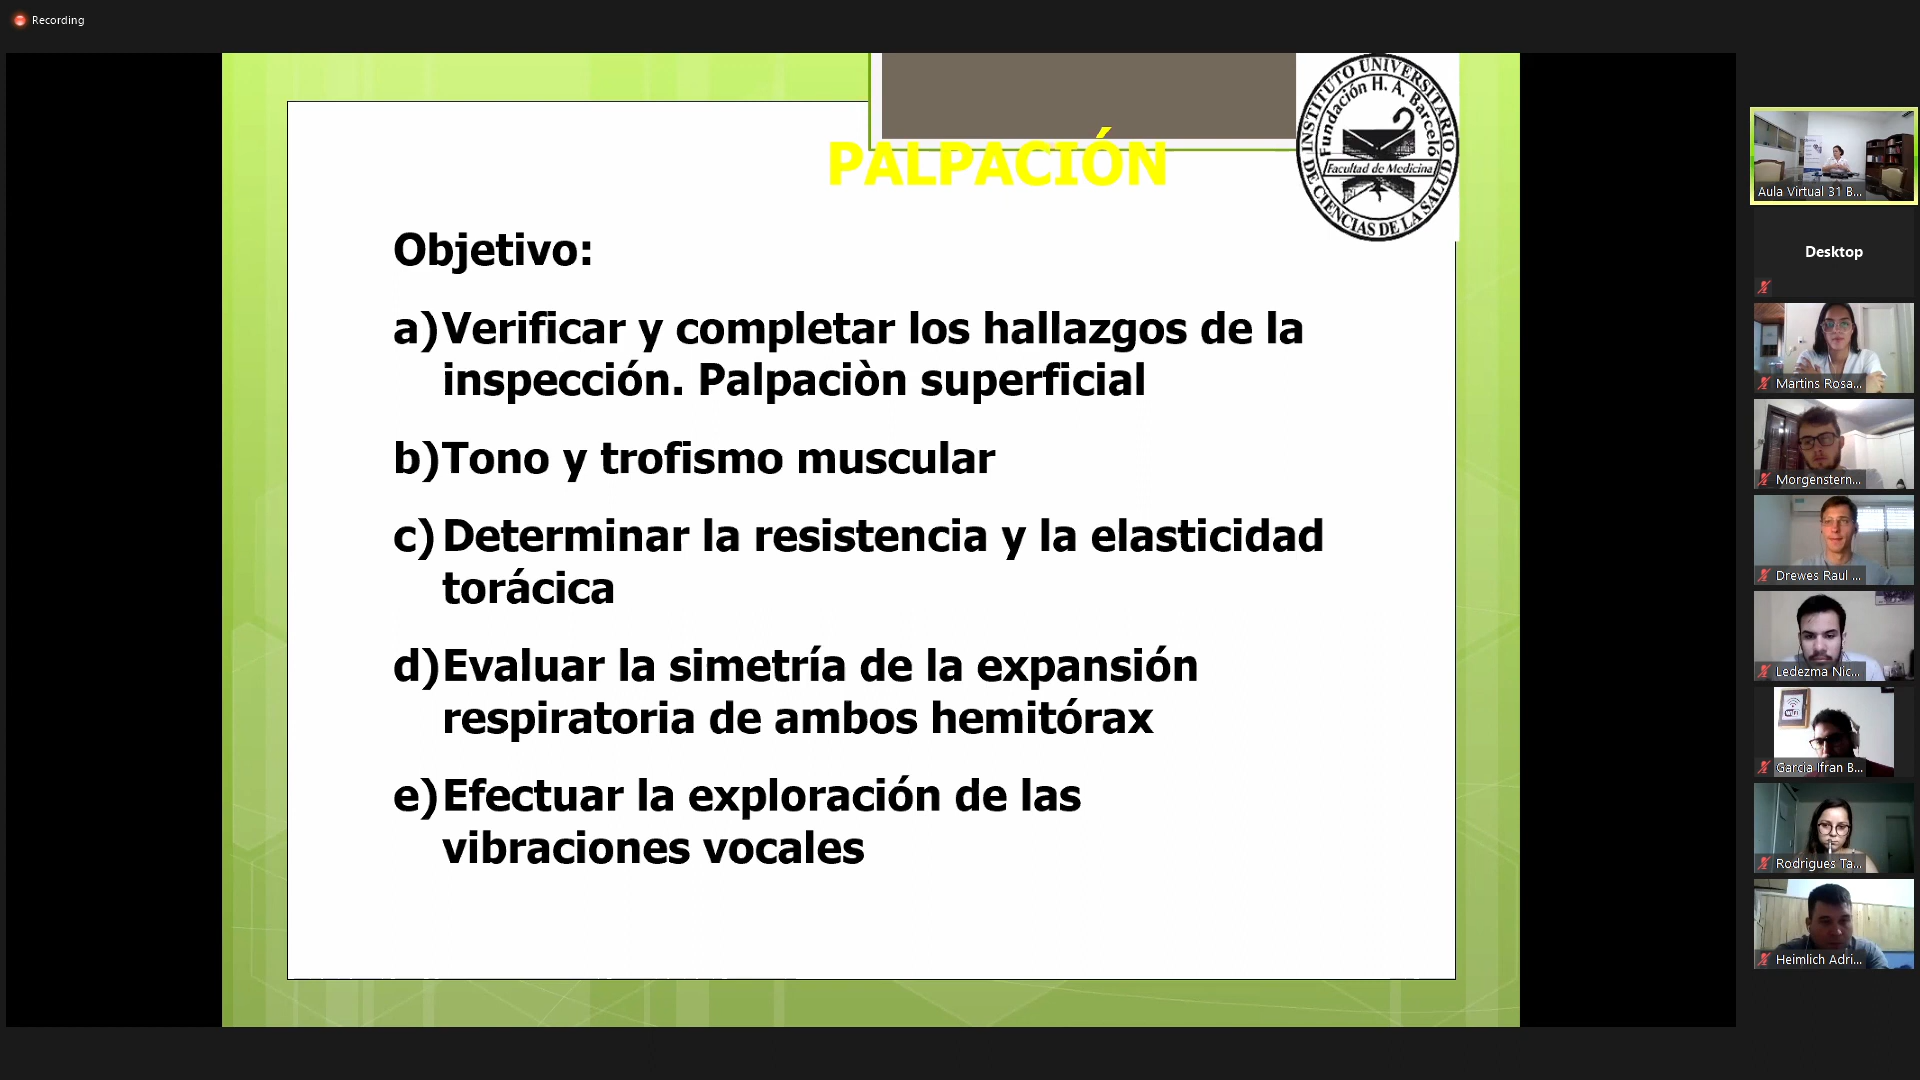 Recording
PALPACIÓN
INSTITUTO UNIVERSITARIO
DE CIENCIAS DE LA SALUD
Fundación H. A. Barceló
Facultad de Medicina
Objetivo:
a)Verificar y completar los hallazgos de la
inspección. Palpaciòn superficial
b)Tono y trofismo muscular
c) Determinar la resistencia y la elasticidad
torácica
d)Evaluar la simetría de la expansión
respiratoria de ambos hemitórax
e)Efectuar la exploración de las
vibraciones vocales
Aula Virtual 31 B...
Desktop
Martins Rosa...
Morgenstern...
Drewes Raul ...
Ledezma Nic...
WiFi
Garcia Ifran B...
Rodrigues Ta...
Heimlich Adri...